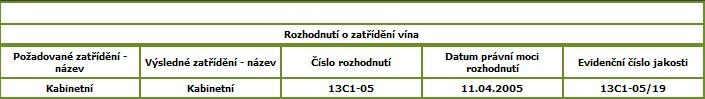 Rozhodnutí o zatřídění vína
Požadované zatřídění - název
Výsledné zatřídění - název
Číslo rozhodnutí
Datum právní moci rozhodnutí
Evidenční číslo jakosti
Kabinetní
Kabinetní
13C1-05
11.04.2005
13C1-05/19